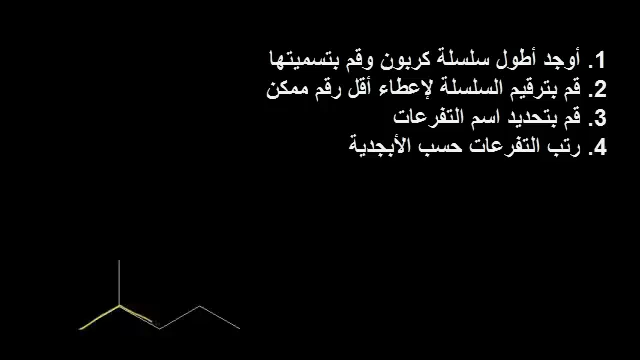 1. أوجد أطول سلسلة كربون وقم بتسميتها
2. قم بترقيم السلسلة لإعطاء أقل رقم ممكن
3. قم بتحديد اسم التفرعات
4. رتب التفرعات حسب الأبجدية